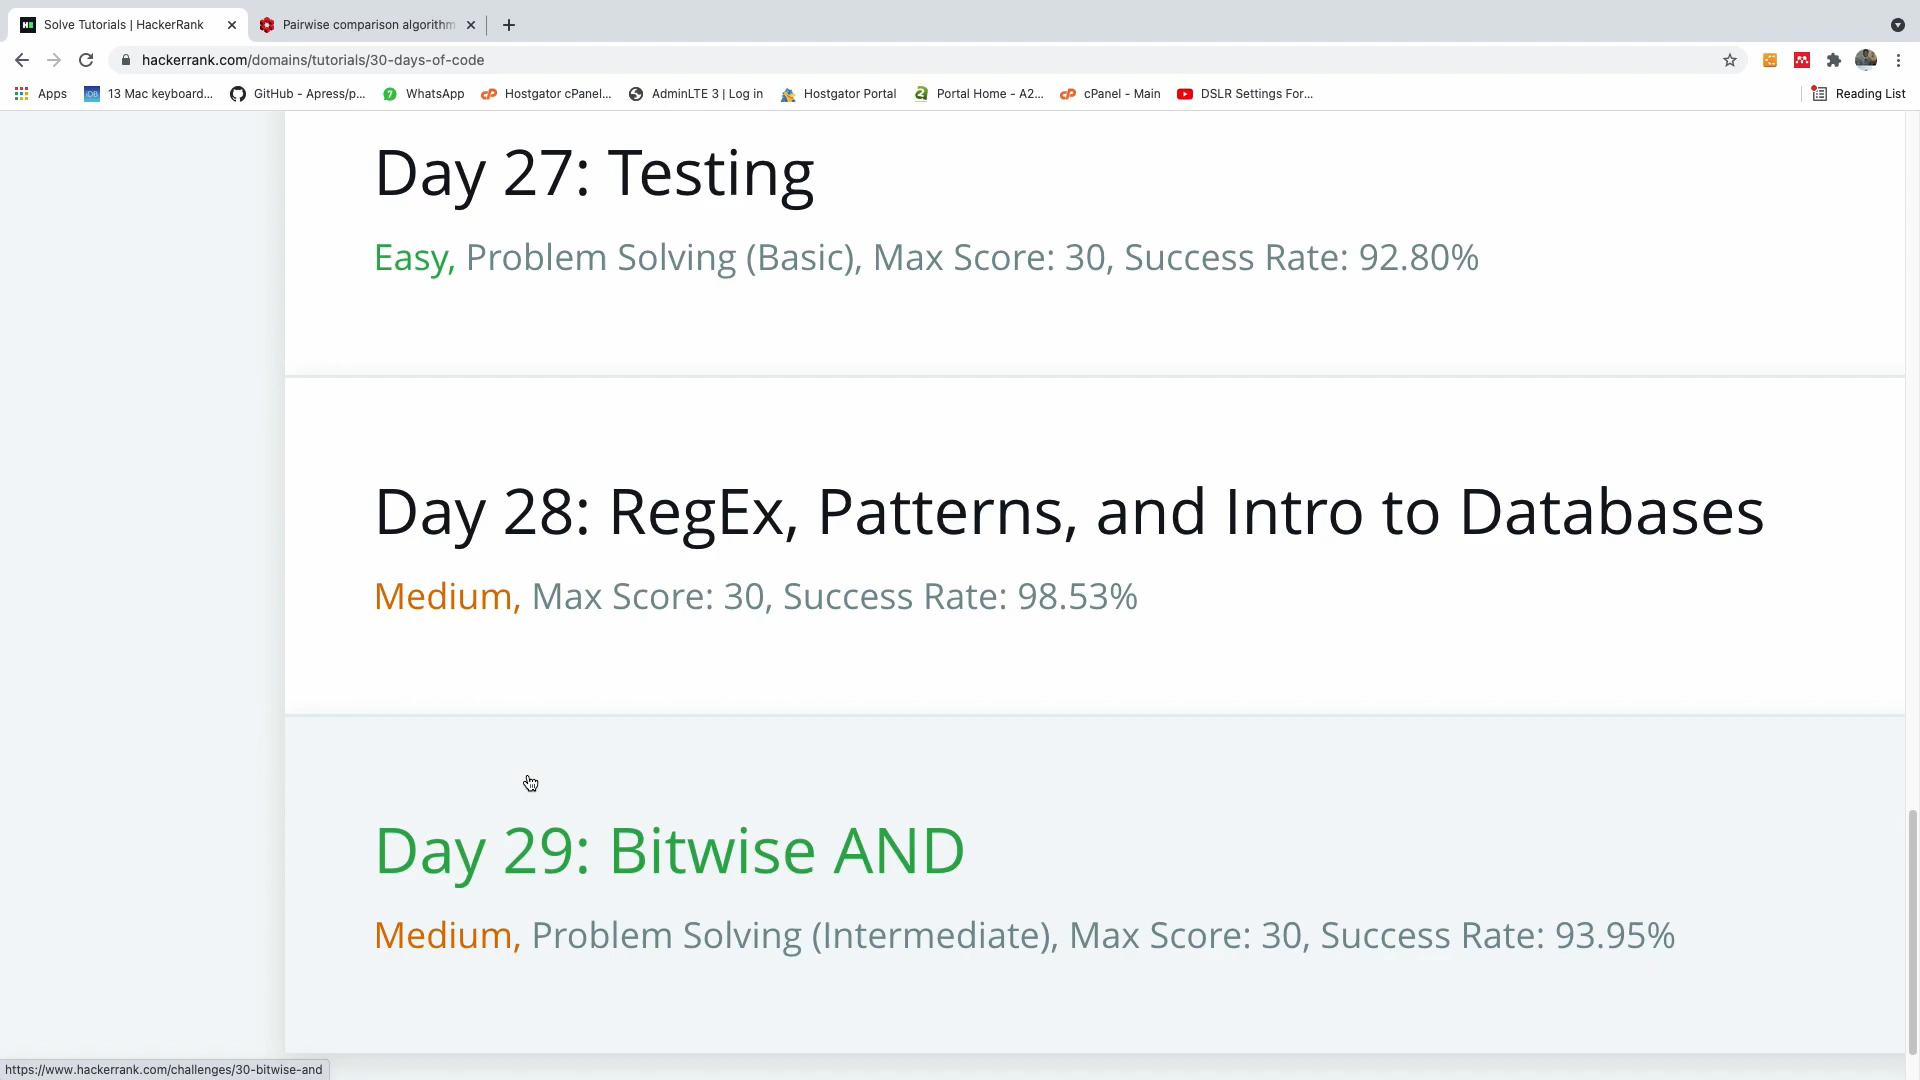 Solve Tutorials | HackerRank
Pairwise comparison algorithm
hackerrank.com/domains/tutorials/30-days-of-code
Apps
13 Mac keyboard...
GitHub - Apress/p...
WhatsApp
Hostgator cPanel...
AdminLTE 3 | Log in
Hostgator Portal
Portal Home - A2...
cPanel - Main
DSLR Settings For...
Reading List
Day 27: Testing
Easy, Problem Solving (Basic), Max Score: 30, Success Rate: 92.80%
Day 28: RegEx, Patterns, and Intro to Databases
Medium, Max Score: 30, Success Rate: 98.53%
Day 29: Bitwise AND
Medium, Problem Solving (Intermediate), Max Score: 30, Success Rate: 93.95%
https://www.hackerrank.com/challenges/30-bitwise-and